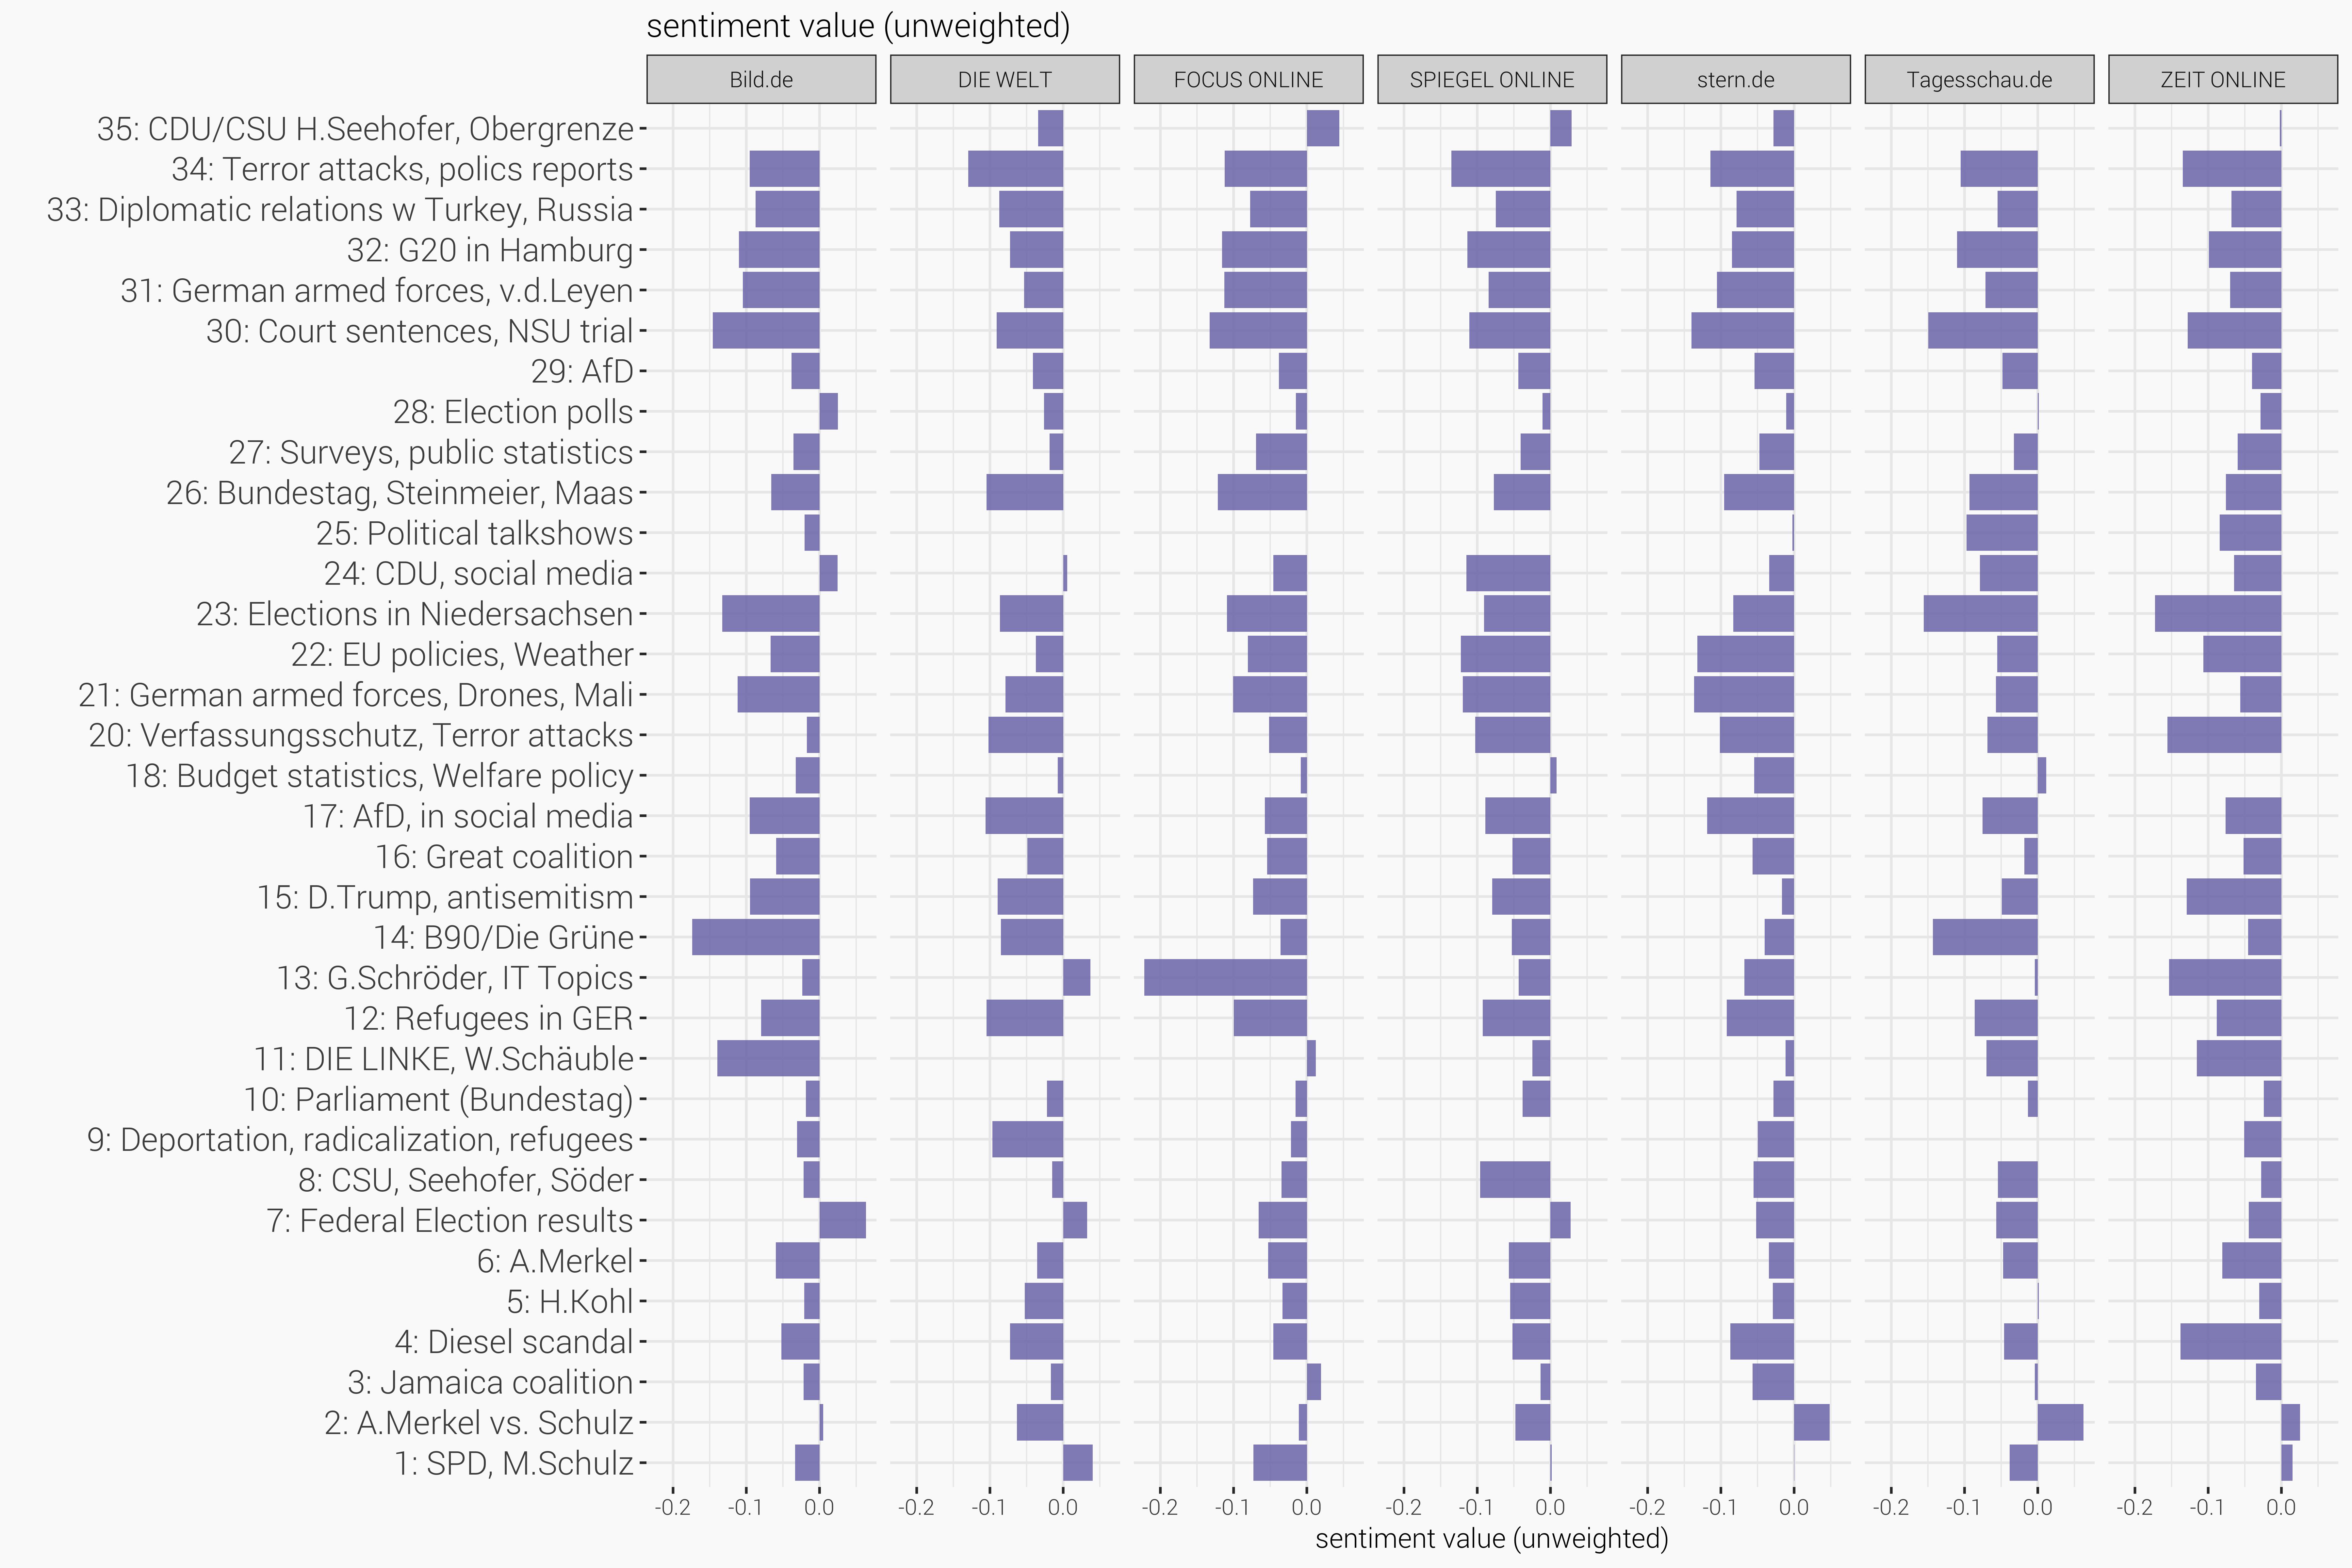 sentiment value (unweighted)
Bild.de DIE WELT FOCUS ONLINE SPIEGEL ONLINE stern.de Tagesschau.de ZEIT ONLINE
35: CDU/CSU H.Seehofer, Obergrenze
34: Terror attacks, polics reports
33: Diplomatic relations w Turkey, Russia
32: G20 in Hamburg
31: German armed forces, v.d.Leyen
30: Court sentences, NSU trial
29: AfD
28: Election polls
27: Surveys, public statistics
26: Bundestag, Steinmeier, Maas
25: Political talkshows
24: CDU, social media
23: Elections in Niedersachsen
22: EU policies, Weather
21: German armed forces, Drones, Mali
20: Verfassungsschutz, Terror attacks
18: Budget statistics, Welfare policy
17: AfD, in social media
16: Great coalition
15: D.Trump, antisemitism
14: B90/Die Grüne
13: G.Schröder, IT Topics
12: Refugees in GER
11: DIE LINKE, W.Schäuble
10: Parliament (Bundestag)
9: Deportation, radicalization, refugees
8: CSU, Seehofer, Söder
7: Federal Election results
6: A.Merkel
5: H.Kohl
4: Diesel scandal
3: Jamaica coalition
2: A.Merkel vs. Schulz
1: SPD, M.Schulz
-0.2 -0.1 0.0 -0.2 -0.1 0.0 -0.2 -0.1 0.0 -0.2 -0.1 0.0 -0.2 -0.1 0.0 -0.2 -0.1 0.0 -0.2 -0.1 0.0
sentiment value (unweighted)